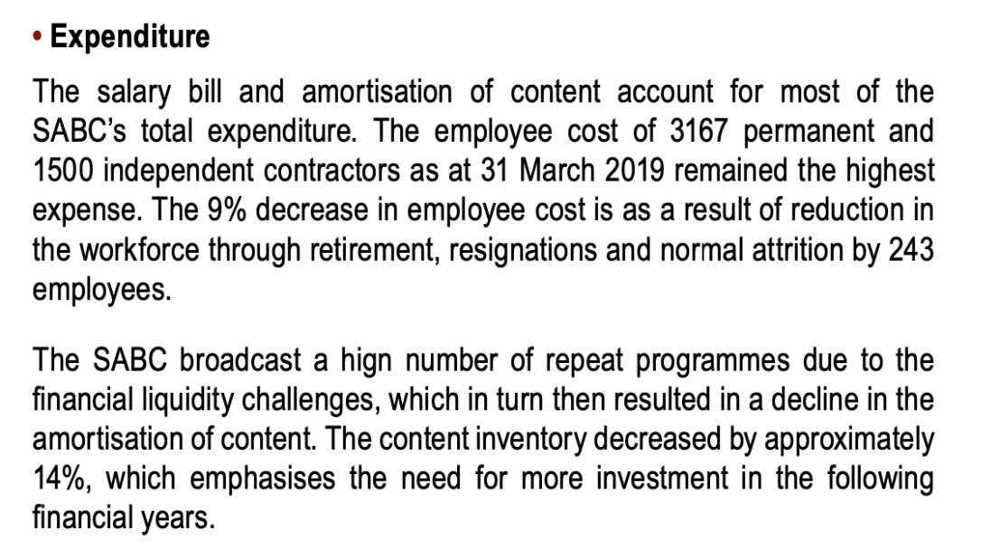 • Expenditure
The salary bill and amortisation of content account for most of the
SABC’s total expenditure. The employee cost of 3167 permanent and
1500 independent contractors as at 31 March 2019 remained the highest
expense. The 9% decrease in employee cost is as a result of reduction in
the workforce through retirement, resignations and normal attrition by 243
employees.
The SABC broadcast a hign number of repeat programmes due to the
financial liquidity challenges, which in turn then resulted in a decline in the
amortisation of content. The content inventory decreased by approximately
14%, which emphasises the need for more investment in the following
financial years.